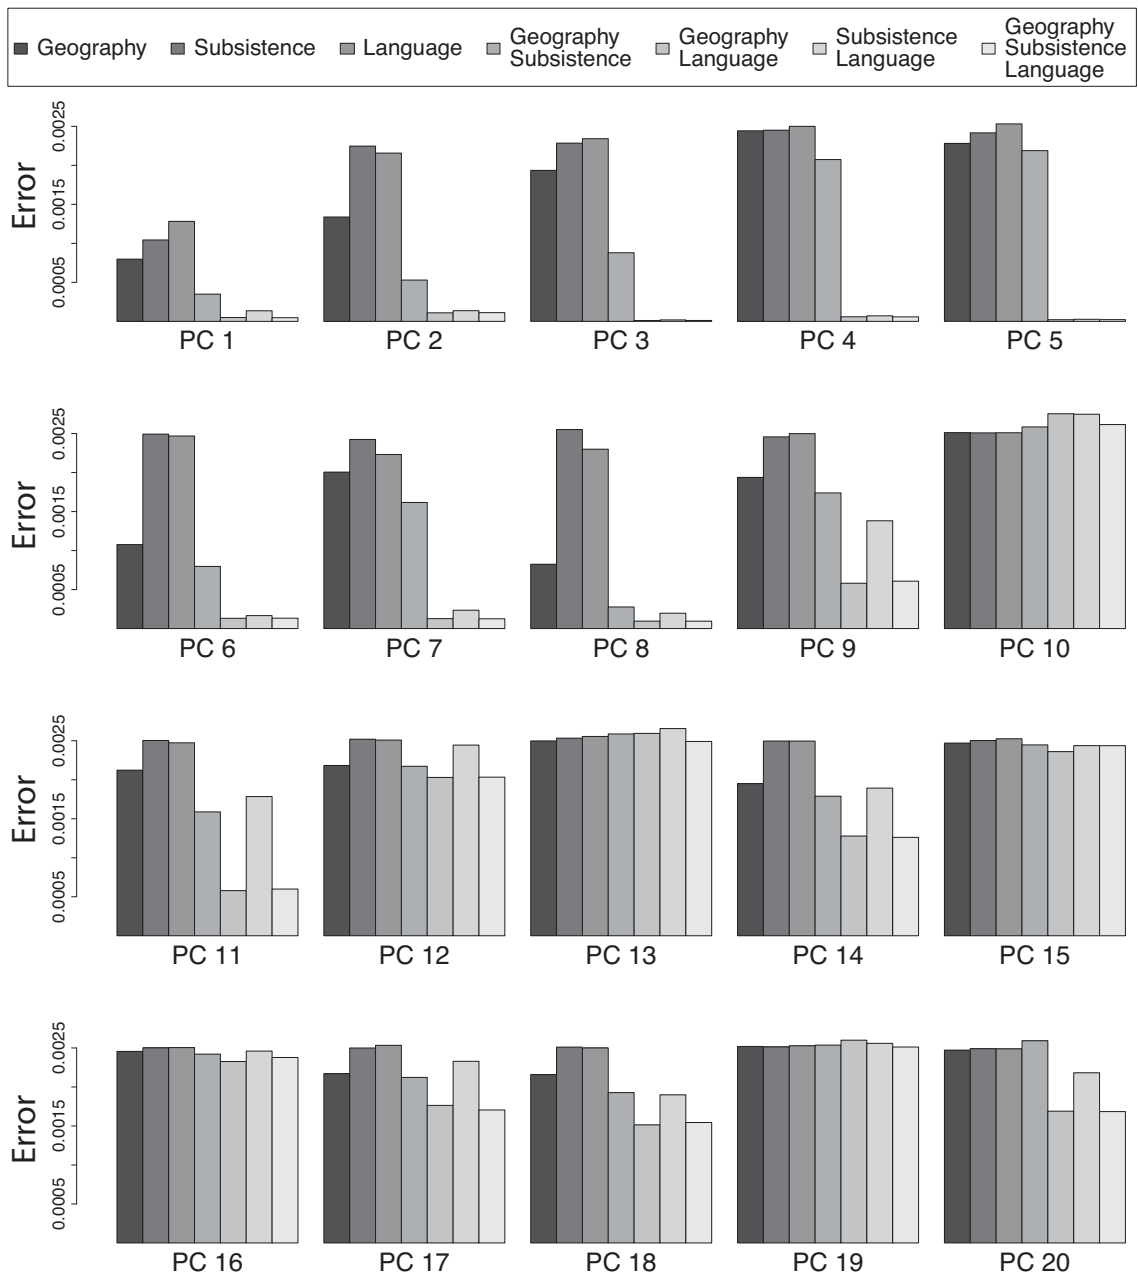 Geography
Subsistence
Language
Geography
Subsistence
Geography
Language
Subsistence
Language
Geography
Subsistence
Language
Error
0.0025
0.0015
0.0005
PC 1
PC 2
PC 3
PC 4
PC 5
Error
0.0025
0.0015
0.0005
PC 6
PC 7
PC 8
PC 9
PC 10
Error
0.0025
0.0015
0.0005
PC 11
PC 12
PC 13
PC 14
PC 15
Error
0.0025
0.0015
0.0005
PC 16
PC 17
PC 18
PC 19
PC 20